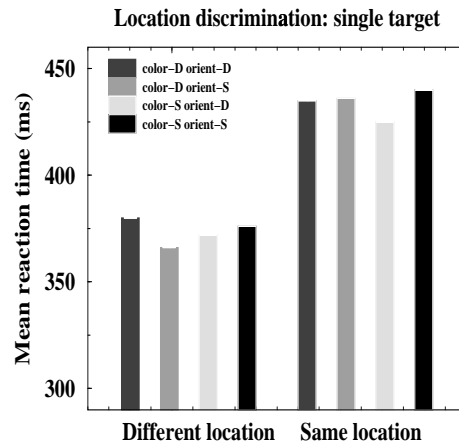 Location discrimination: single target
Mean reaction time (ms)
450
400
350
300
color-D orient-D
color-D orient-S
color-S orient-D
color-S orient-S
Different location
Same location